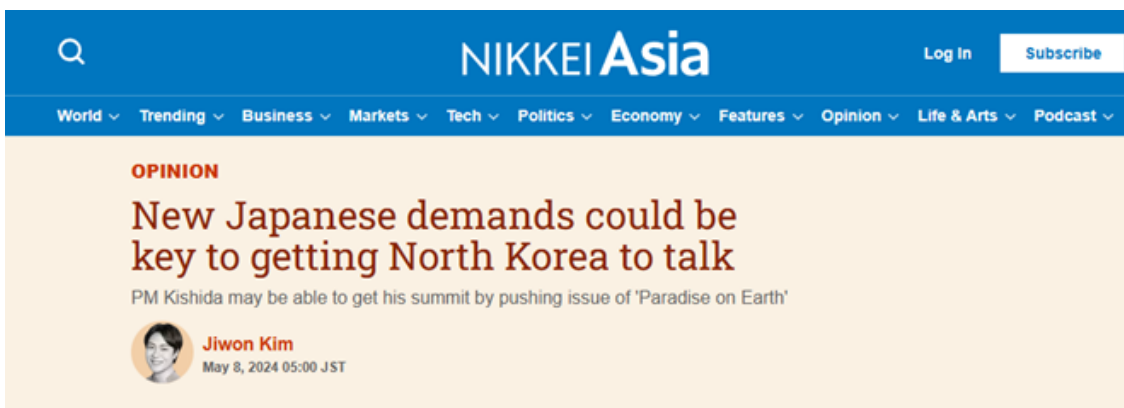 NIKKEI Asia
Log In
Subscribe
World
Trending
Business
Markets
Tech
Politics
Economy
Features
Opinion
Life & Arts
Podcast
OPINION
New Japanese demands could be
key to getting North Korea to talk
PM Kishida may be able to get his summit by pushing issue of 'Paradise on Earth'
Jiwon Kim
May 8, 2024 05:00 JST